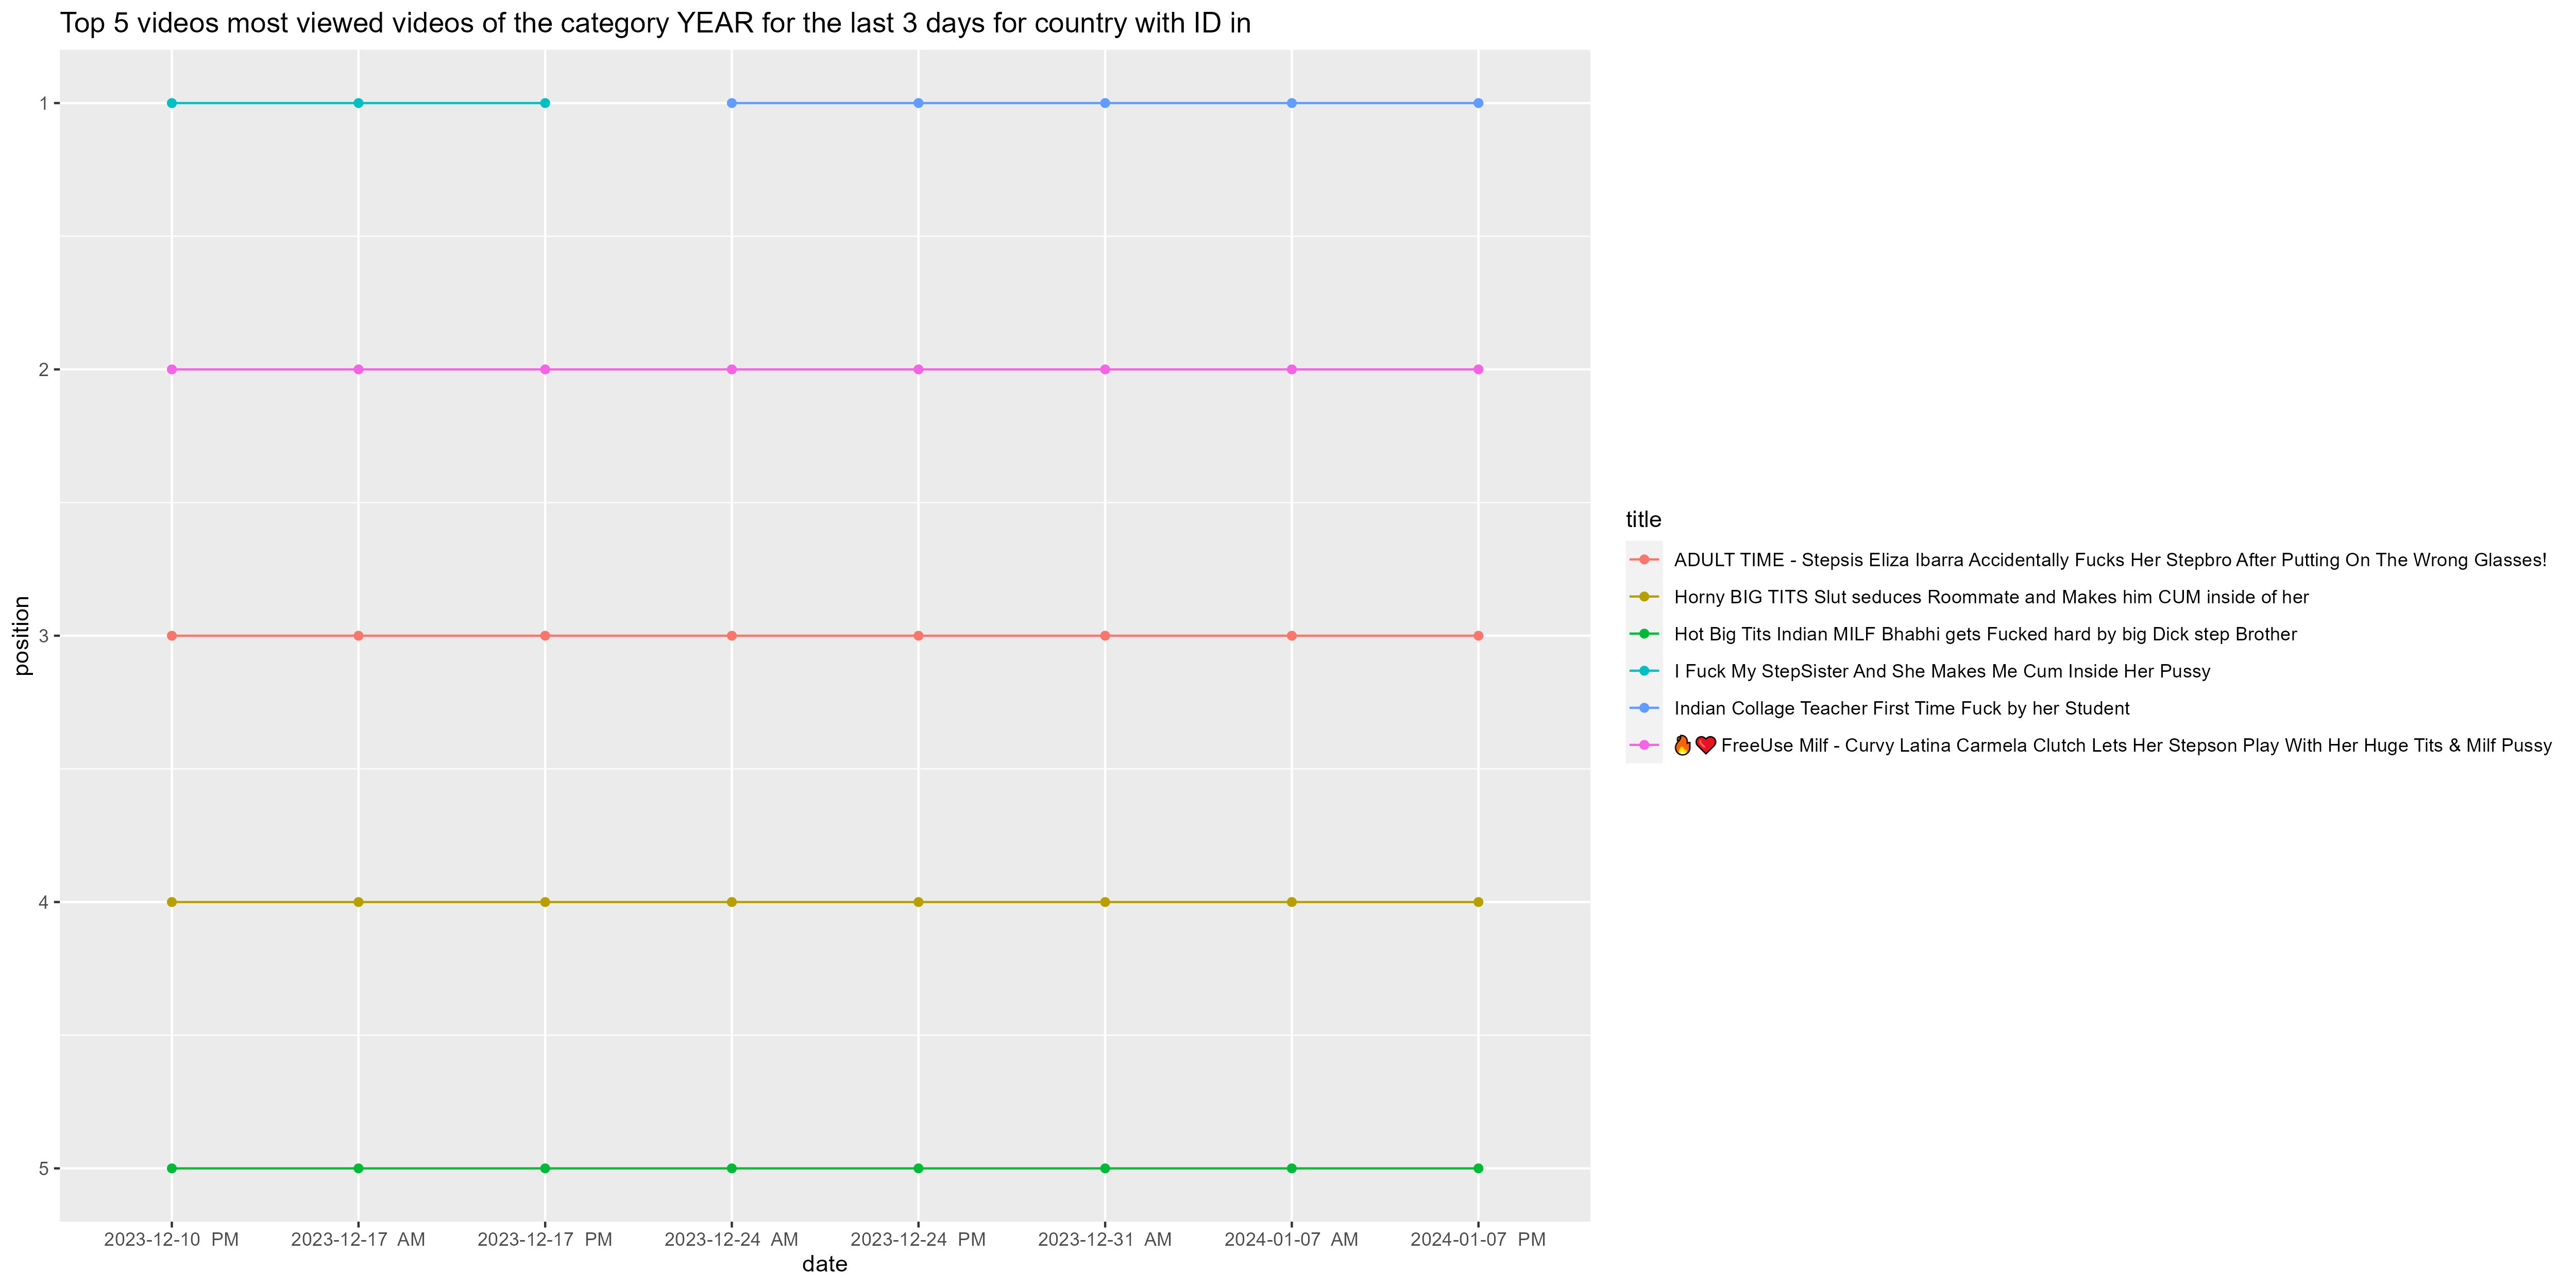 Top 5 videos most viewed videos of the category YEAR for the last 3 days for country with ID in
1
2
3
4
5
position
2023-12-10 PM
2023-12-17 AM
2023-12-17 PM
2023-12-24 AM
2023-12-24 PM
2023-12-31 AM
2024-01-07 AM
2024-01-07 PM
date
title
ADULT TIME - Stepsis Eliza Ibarra Accidentally Fucks Her Stepbro After Putting On The Wrong Glasses!
Horny BIG TITS Slut seduces Roommate and Makes him CUM inside of her
Hot Big Tits Indian MILF Bhabhi gets Fucked hard by big Dick step Brother
I Fuck My StepSister And She Makes Me Cum Inside Her Pussy
Indian Collage Teacher First Time Fuck by her Student
🔥❤️ FreeUse Milf - Curvy Latina Carmela Clutch Lets Her Stepson Play With Her Huge Tits & Milf Pussy